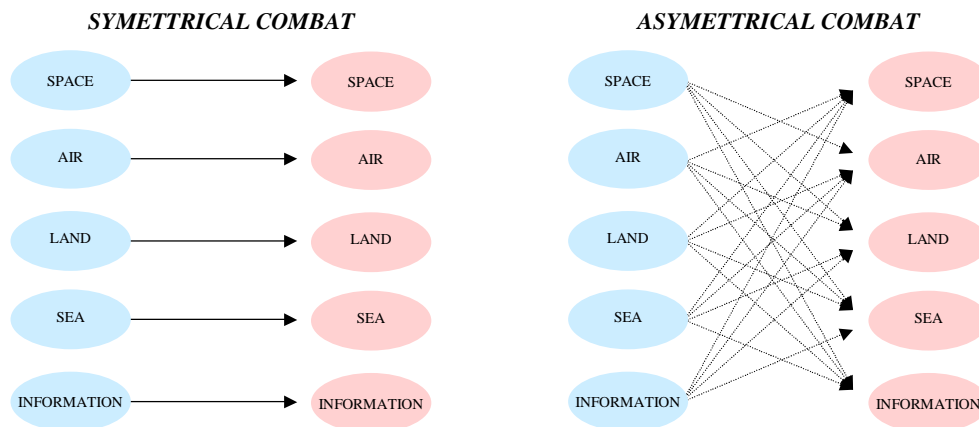 SYMETTRICAL COMBAT
SPACE
SPACE
AIR
AIR
LAND
LAND
SEA
SEA
INFORMATION
INFORMATION
ASYMETTRICAL COMBAT
SPACE
SPACE
AIR
AIR
LAND
LAND
SEA
SEA
INFORMATION
INFORMATION